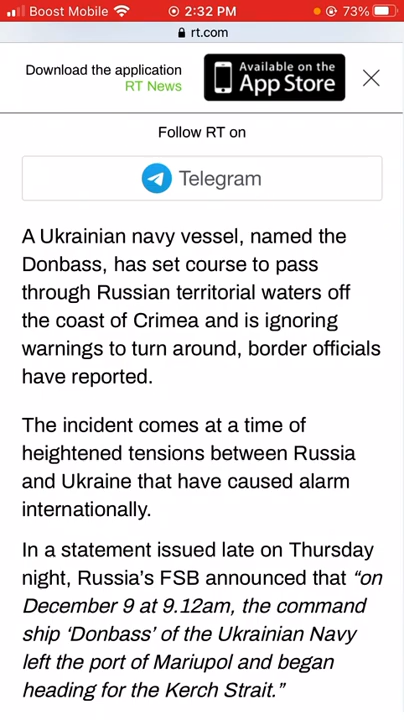 Boost Mobile 2:32 PM 73%
rt.com
Download the application
RT News
Available on the
App Store
Follow RT on
Telegram
A Ukrainian navy vessel, named the
Donbass, has set course to pass
through Russian territorial waters off
the coast of Crimea and is ignoring
warnings to turn around, border officials
have reported.
The incident comes at a time of
heightened tensions between Russia
and Ukraine that have caused alarm
internationally.
In a statement issued late on Thursday
night, Russia’s FSB announced that “on
December 9 at 9.12am, the command
ship ‘Donbass’ of the Ukrainian Navy
left the port of Mariupol and began
heading for the Kerch Strait.”